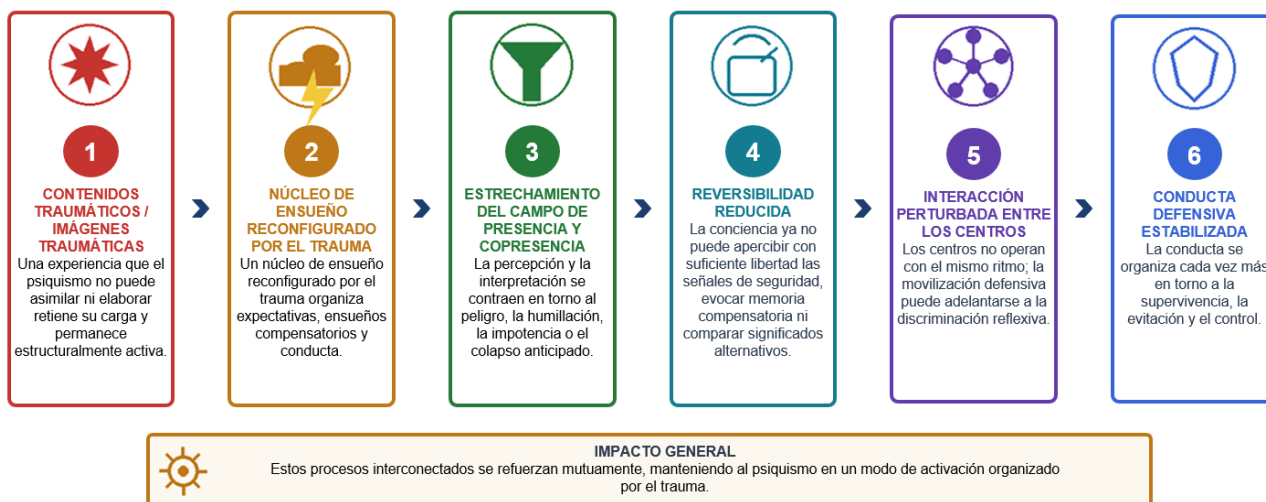 1
CONTENIDOS
TRAUMÁTICOS /
IMÁGENES
TRAUMÁTICAS
Una experiencia que el
psiquismo no puede
asimilar ni elaborar
retiene su carga y
permanece
estructuralmente activa.
2
NÚCLEO DE
ENSUEÑO
RECONFIGURADO
POR EL TRAUMA
Un núcleo de ensueño
reconfigurado por el
trauma organiza
expectativas, ensueños
compensatorios y
conducta.
3
ESTRECHAMIENTO
DEL CAMPO DE
PRESENCIA Y
COPRESENCIA
La percepción y la
interpretación se
contraen en torno al
peligro, la humillación,
la impotencia o el
colapso anticipado.
4
REVERSIBILIDAD
REDUCIDA
La conciencia ya no
puede apercibir con
suficiente libertad las
señales de seguridad,
evocar memoria
compensatoria ni
comparar significados
alternativos.
5
INTERACCIÓN
PERTURBADA ENTRE
LOS CENTROS
Los centros no operan
con el mismo ritmo; la
movilización defensiva
puede adelantarse a la
discriminación reflexiva.
6
CONDUCTA
DEFENSIVA
ESTABILIZADA
La conducta se
organiza cada vez más
en torno a la
supervivencia, la
evitación y el control.
IMPACTO GENERAL
Estos procesos interconectados se refuerzan mutuamente, manteniendo al psiquismo en un modo de activación organizado
por el trauma.